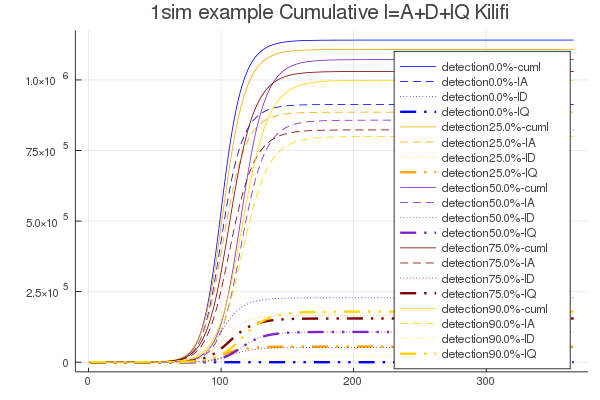 1sim example Cumulative I=A+D+IQ Kilifi
1.0×10⁶
7.5×10⁵
5.0×10⁵
2.5×10⁵
0
0
100
200
300
detection0.0%-cuml
detection0.0%-IA
detection0.0%-ID
detection0.0%-IQ
detection25.0%-cuml
detection25.0%-IA
detection25.0%-ID
detection25.0%-IQ
detection50.0%-cuml
detection50.0%-IA
detection50.0%-ID
detection50.0%-IQ
detection75.0%-cuml
detection75.0%-IA
detection75.0%-ID
detection75.0%-IQ
detection90.0%-cuml
detection90.0%-IA
detection90.0%-ID
detection90.0%-IQ